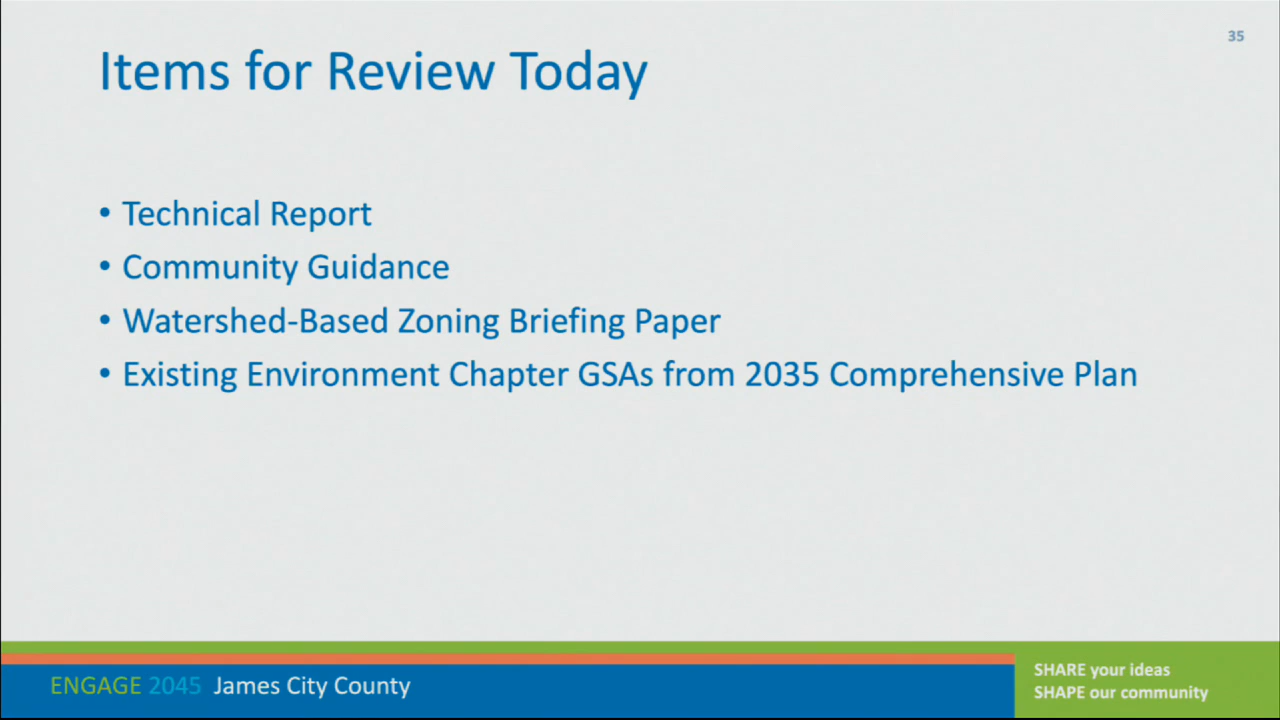 35
Items for Review Today
• Technical Report
• Community Guidance
• Watershed-Based Zoning Briefing Paper
• Existing Environment Chapter GSAs from 2035 Comprehensive Plan
ENGAGE 2045 James City County
SHARE your ideas
SHAPE our community